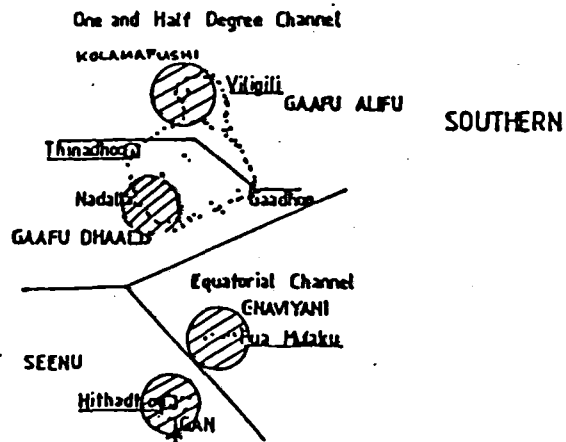 One and Half Degree Channel
KOLAMAFUSHI
Viligili
GAAFU ALIFU
SOUTHERN
Thinadhoo
Nadalla
Gaadhoo
GAAFU DHAAL
Equatorial Channel
GNAVIYANI
Fua Mulaku
SEENU
Hithadhoo
GAN